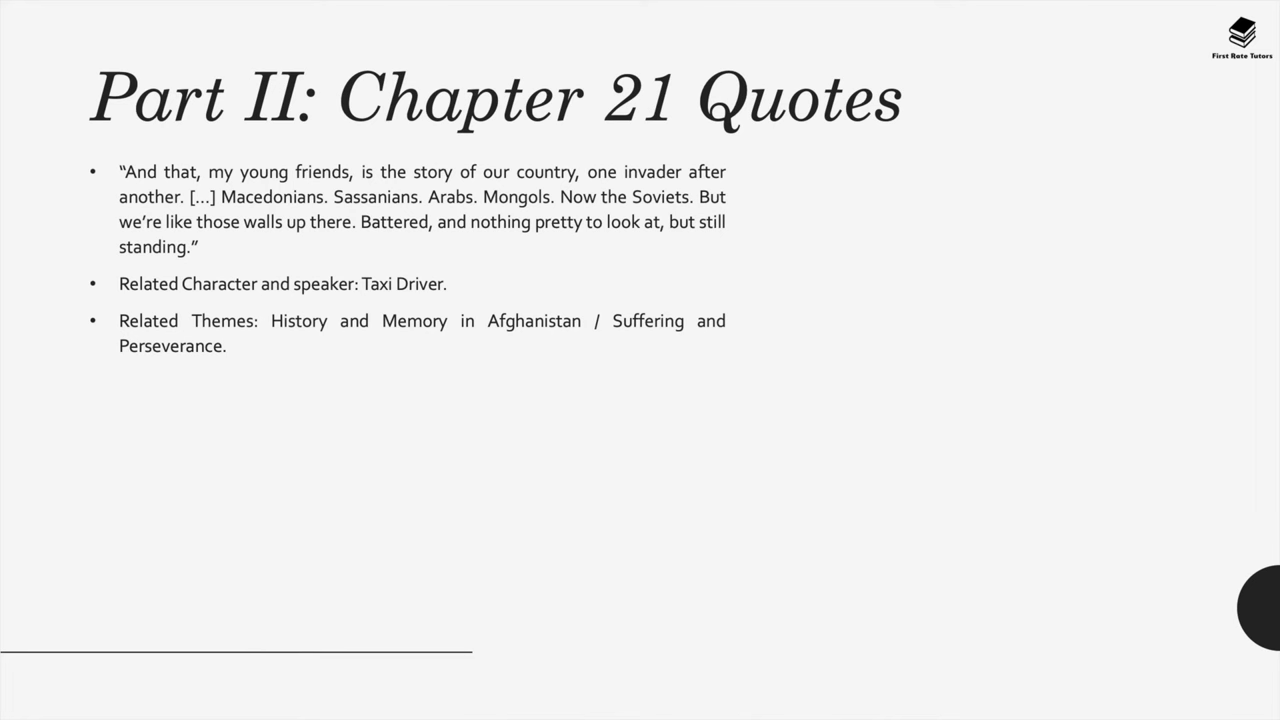 First Rate Tutors
Part II: Chapter 21 Quotes
• “And that, my young friends, is the story of our country, one invader after
another. [...] Macedonians. Sassanians. Arabs. Mongols. Now the Soviets. But
we’re like those walls up there. Battered, and nothing pretty to look at, but still
standing.”
• Related Character and speaker: Taxi Driver.
• Related Themes: History and Memory in Afghanistan / Suffering and
Perseverance.